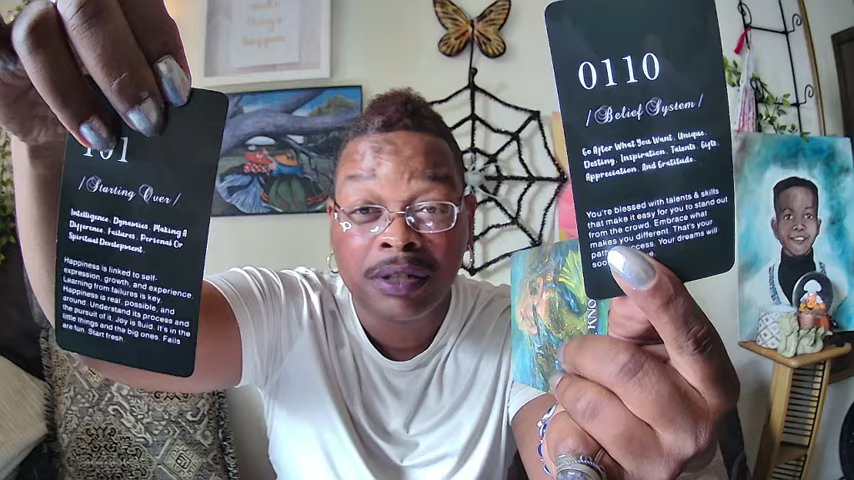 101
/Starting Over/
Intelligence. Dynamics. Making A
Difference. Failures. Personal Or
Spiritual Development.
Happiness is linked to self-
expression, growth, and experience.
Learning from failures is key.
Happiness is real, possible, and
around. Understand its process and
the pursuit of it. Joy is fluid. It's in the
little things and the big ones. Fails
are fun. Start fresh.
0110
/Belief System/
Go After What You Want. Unique.
Destiny. Inspiration. Talents. Gifts.
Appreciation. And Gratitude.
You're blessed with talents & skills
that make it easy for you to stand out
from the crowd. Embrace what
makes you different. That's your
Your dreams will
KNO
things
happen